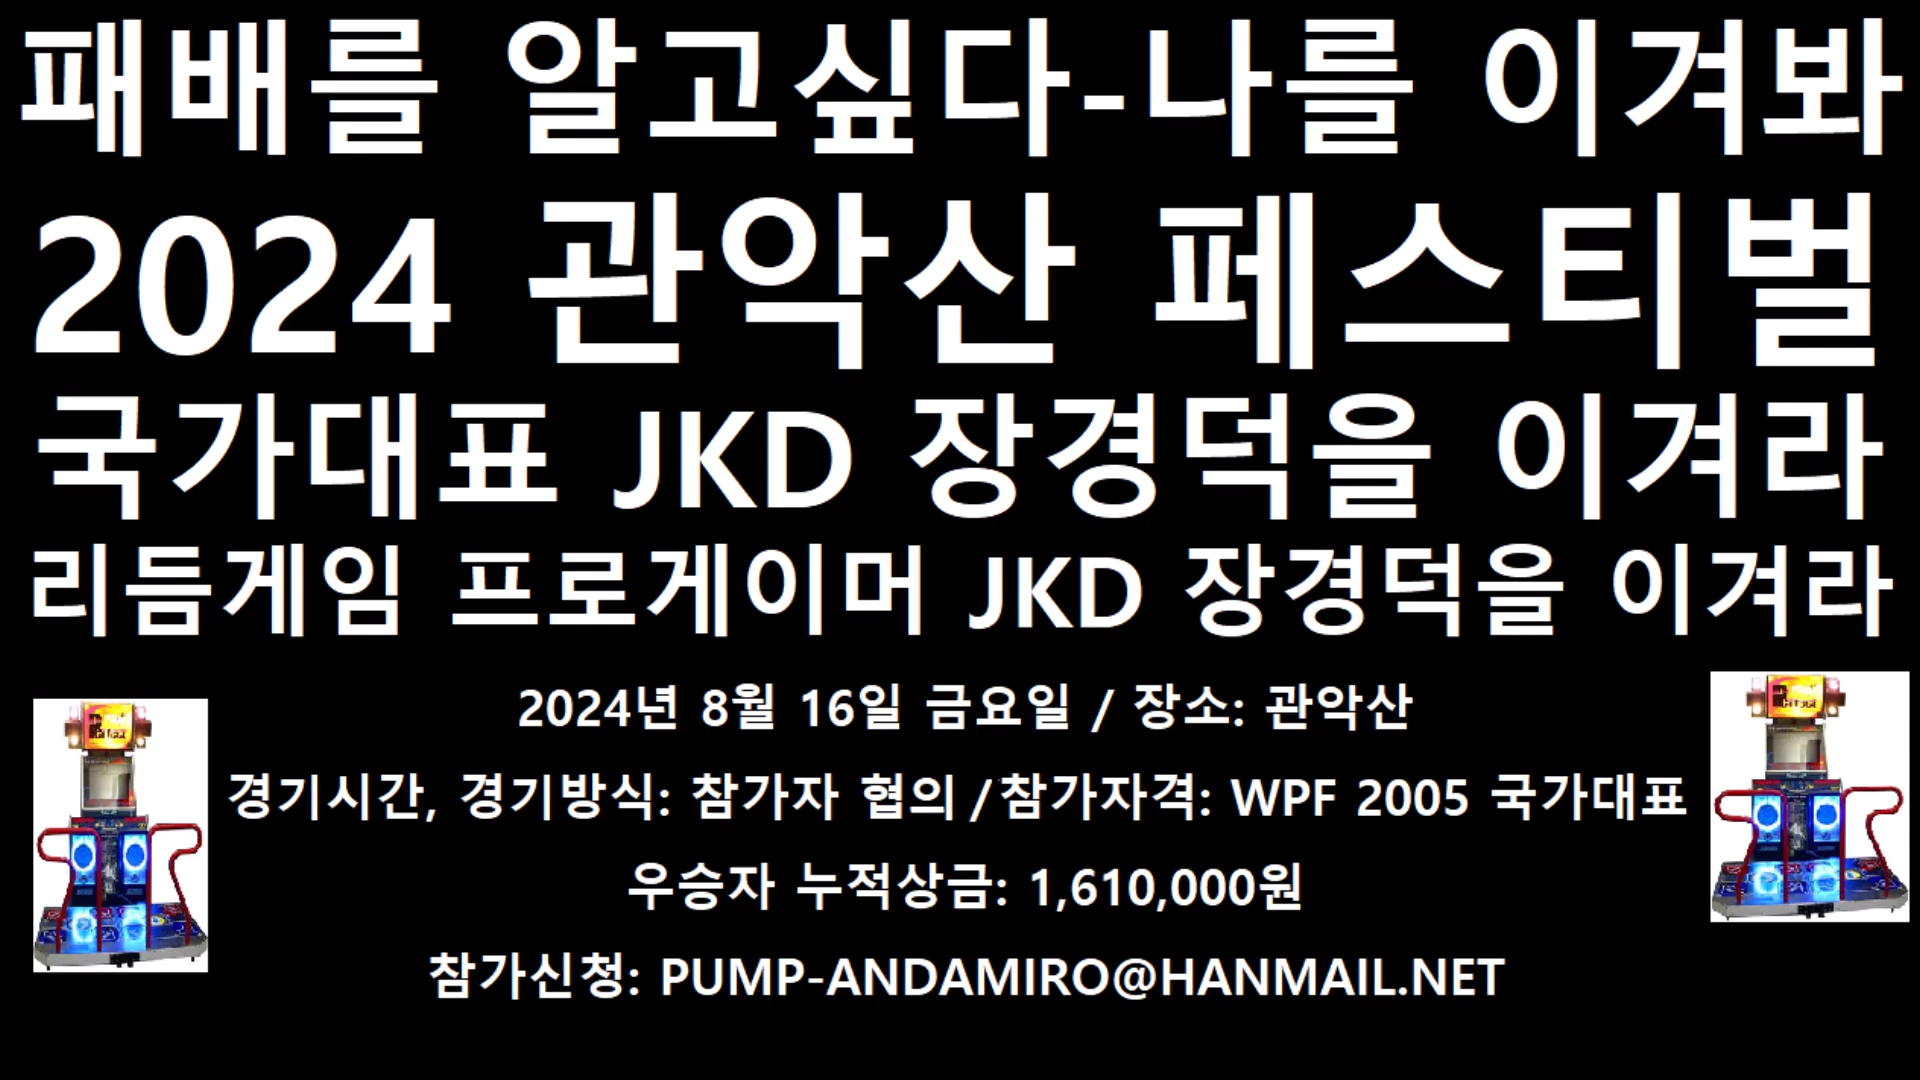 패배를 알고싶다-나를 이겨봐
2024 관악산 페스티벌
국가대표 JKD 장경덕을 이겨라
리듬게임 프로게이머 JKD 장경덕을 이겨라
2024년 8월 16일 금요일 / 장소: 관악산
경기시간, 경기방식: 참가자 협의 /참가자격: WPF 2005 국가대표
우승자 누적상금: 1,610,000원
참가신청: PUMP-ANDAMIRO@HANMAIL.NET